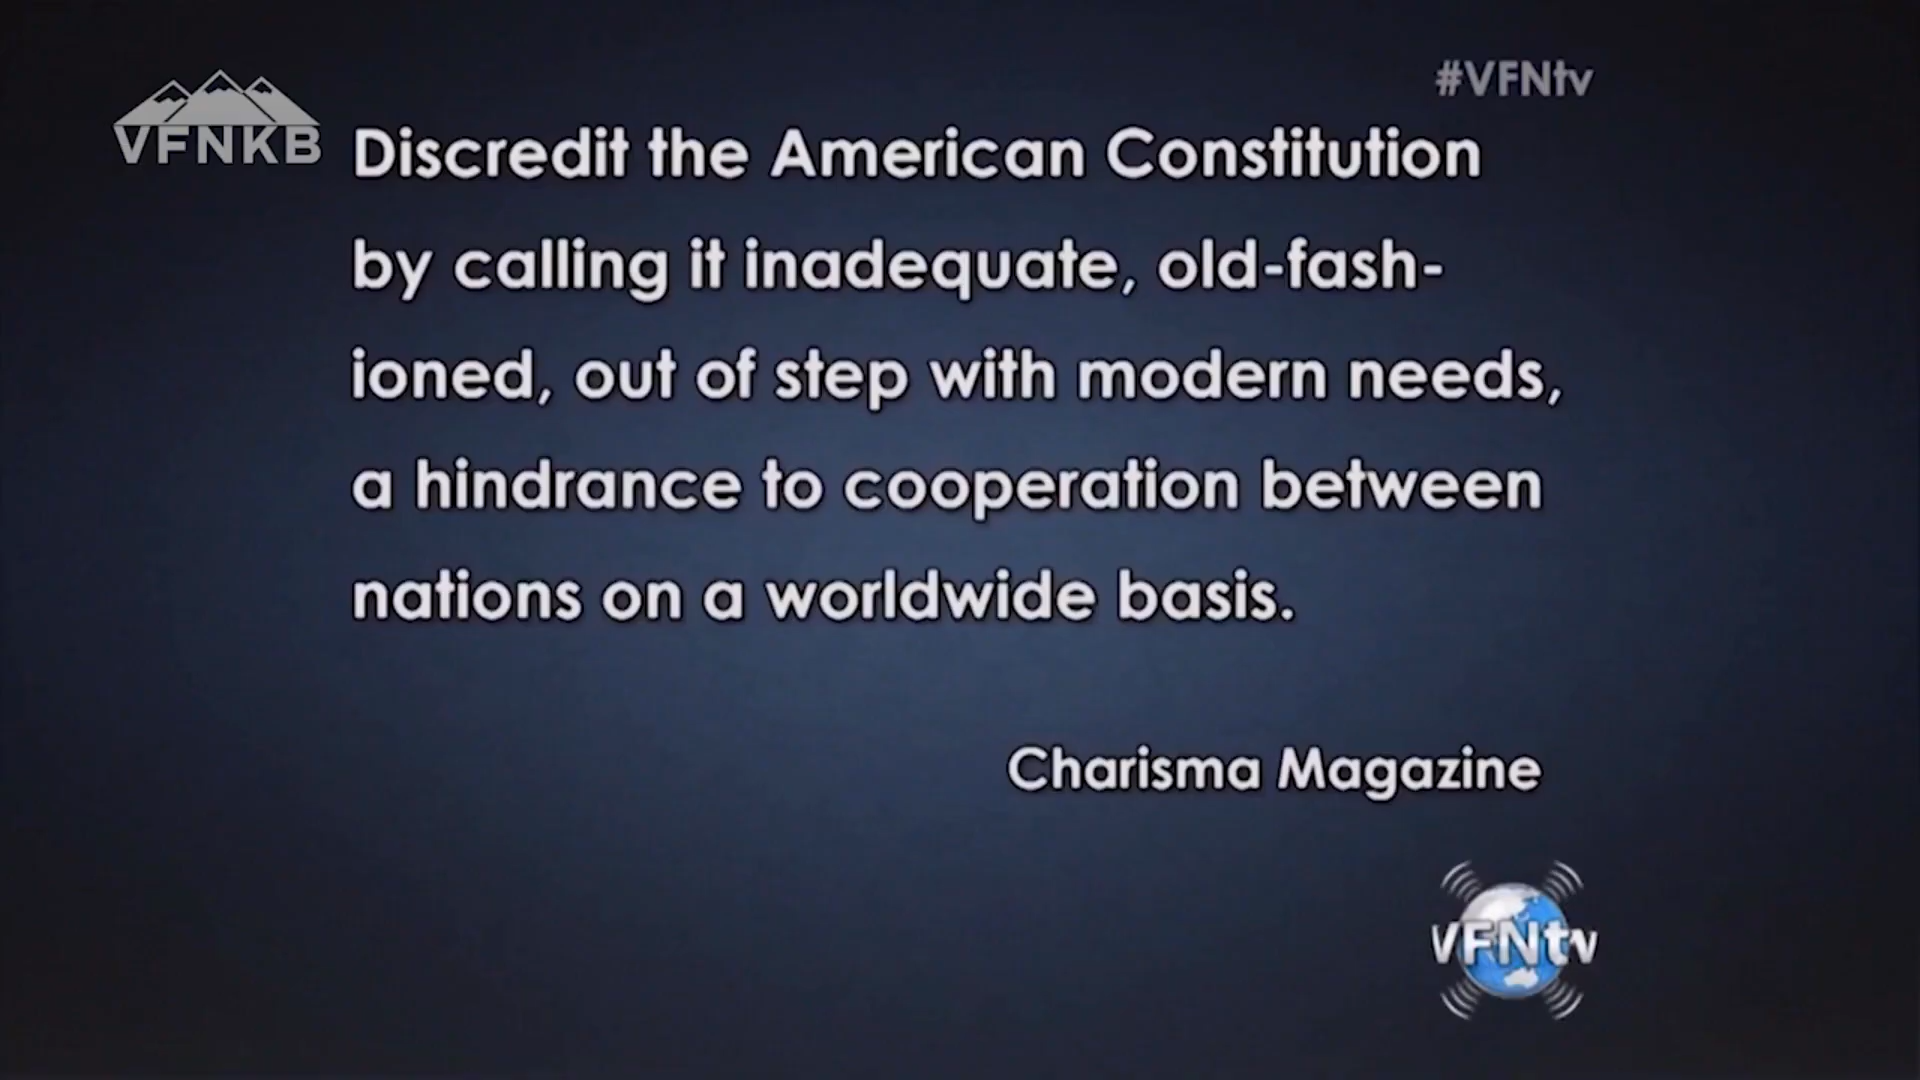 #VFNtv
VFNKB
Discredit the American Constitution
by calling it inadequate, old-fash-
ioned, out of step with modern needs,
a hindrance to cooperation between
nations on a worldwide basis.
Charisma Magazine
VFNtv